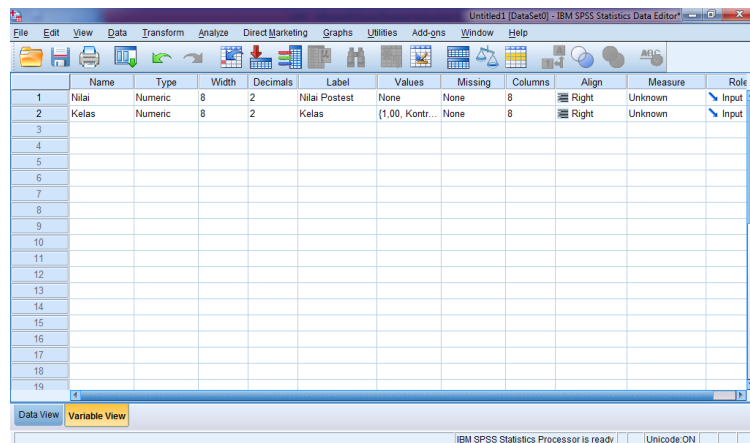 Untitled1 [DataSet0] - IBM SPSS Statistics Data Editor*
File Edit View Data Transform Analyze Direct Marketing Graphs Utilities Add-ons Window Help
Name Type Width Decimals Label Values Missing Columns Align Measure Role
1 Nilai Numeric 8 2 Nilai Postest None None 8 Right Unknown Input
2 Kelas Numeric 8 2 Kelas {1,00, Kontr... None 8 Right Unknown Input
3
4
5
6
7
8
9
10
11
12
13
14
15
16
17
18
19
Data View Variable View
IBM SPSS Statistics Processor is ready Unicode:ON